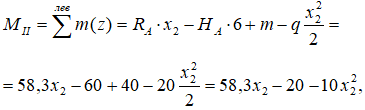 M_II = ∑^лев m(z) = R_A · x_2 − H_A · 6 + m − q x_2^2/2 =
= 58,3x_2 − 60 + 40 − 20 x_2^2/2 = 58,3x_2 − 20 − 10x_2^2,